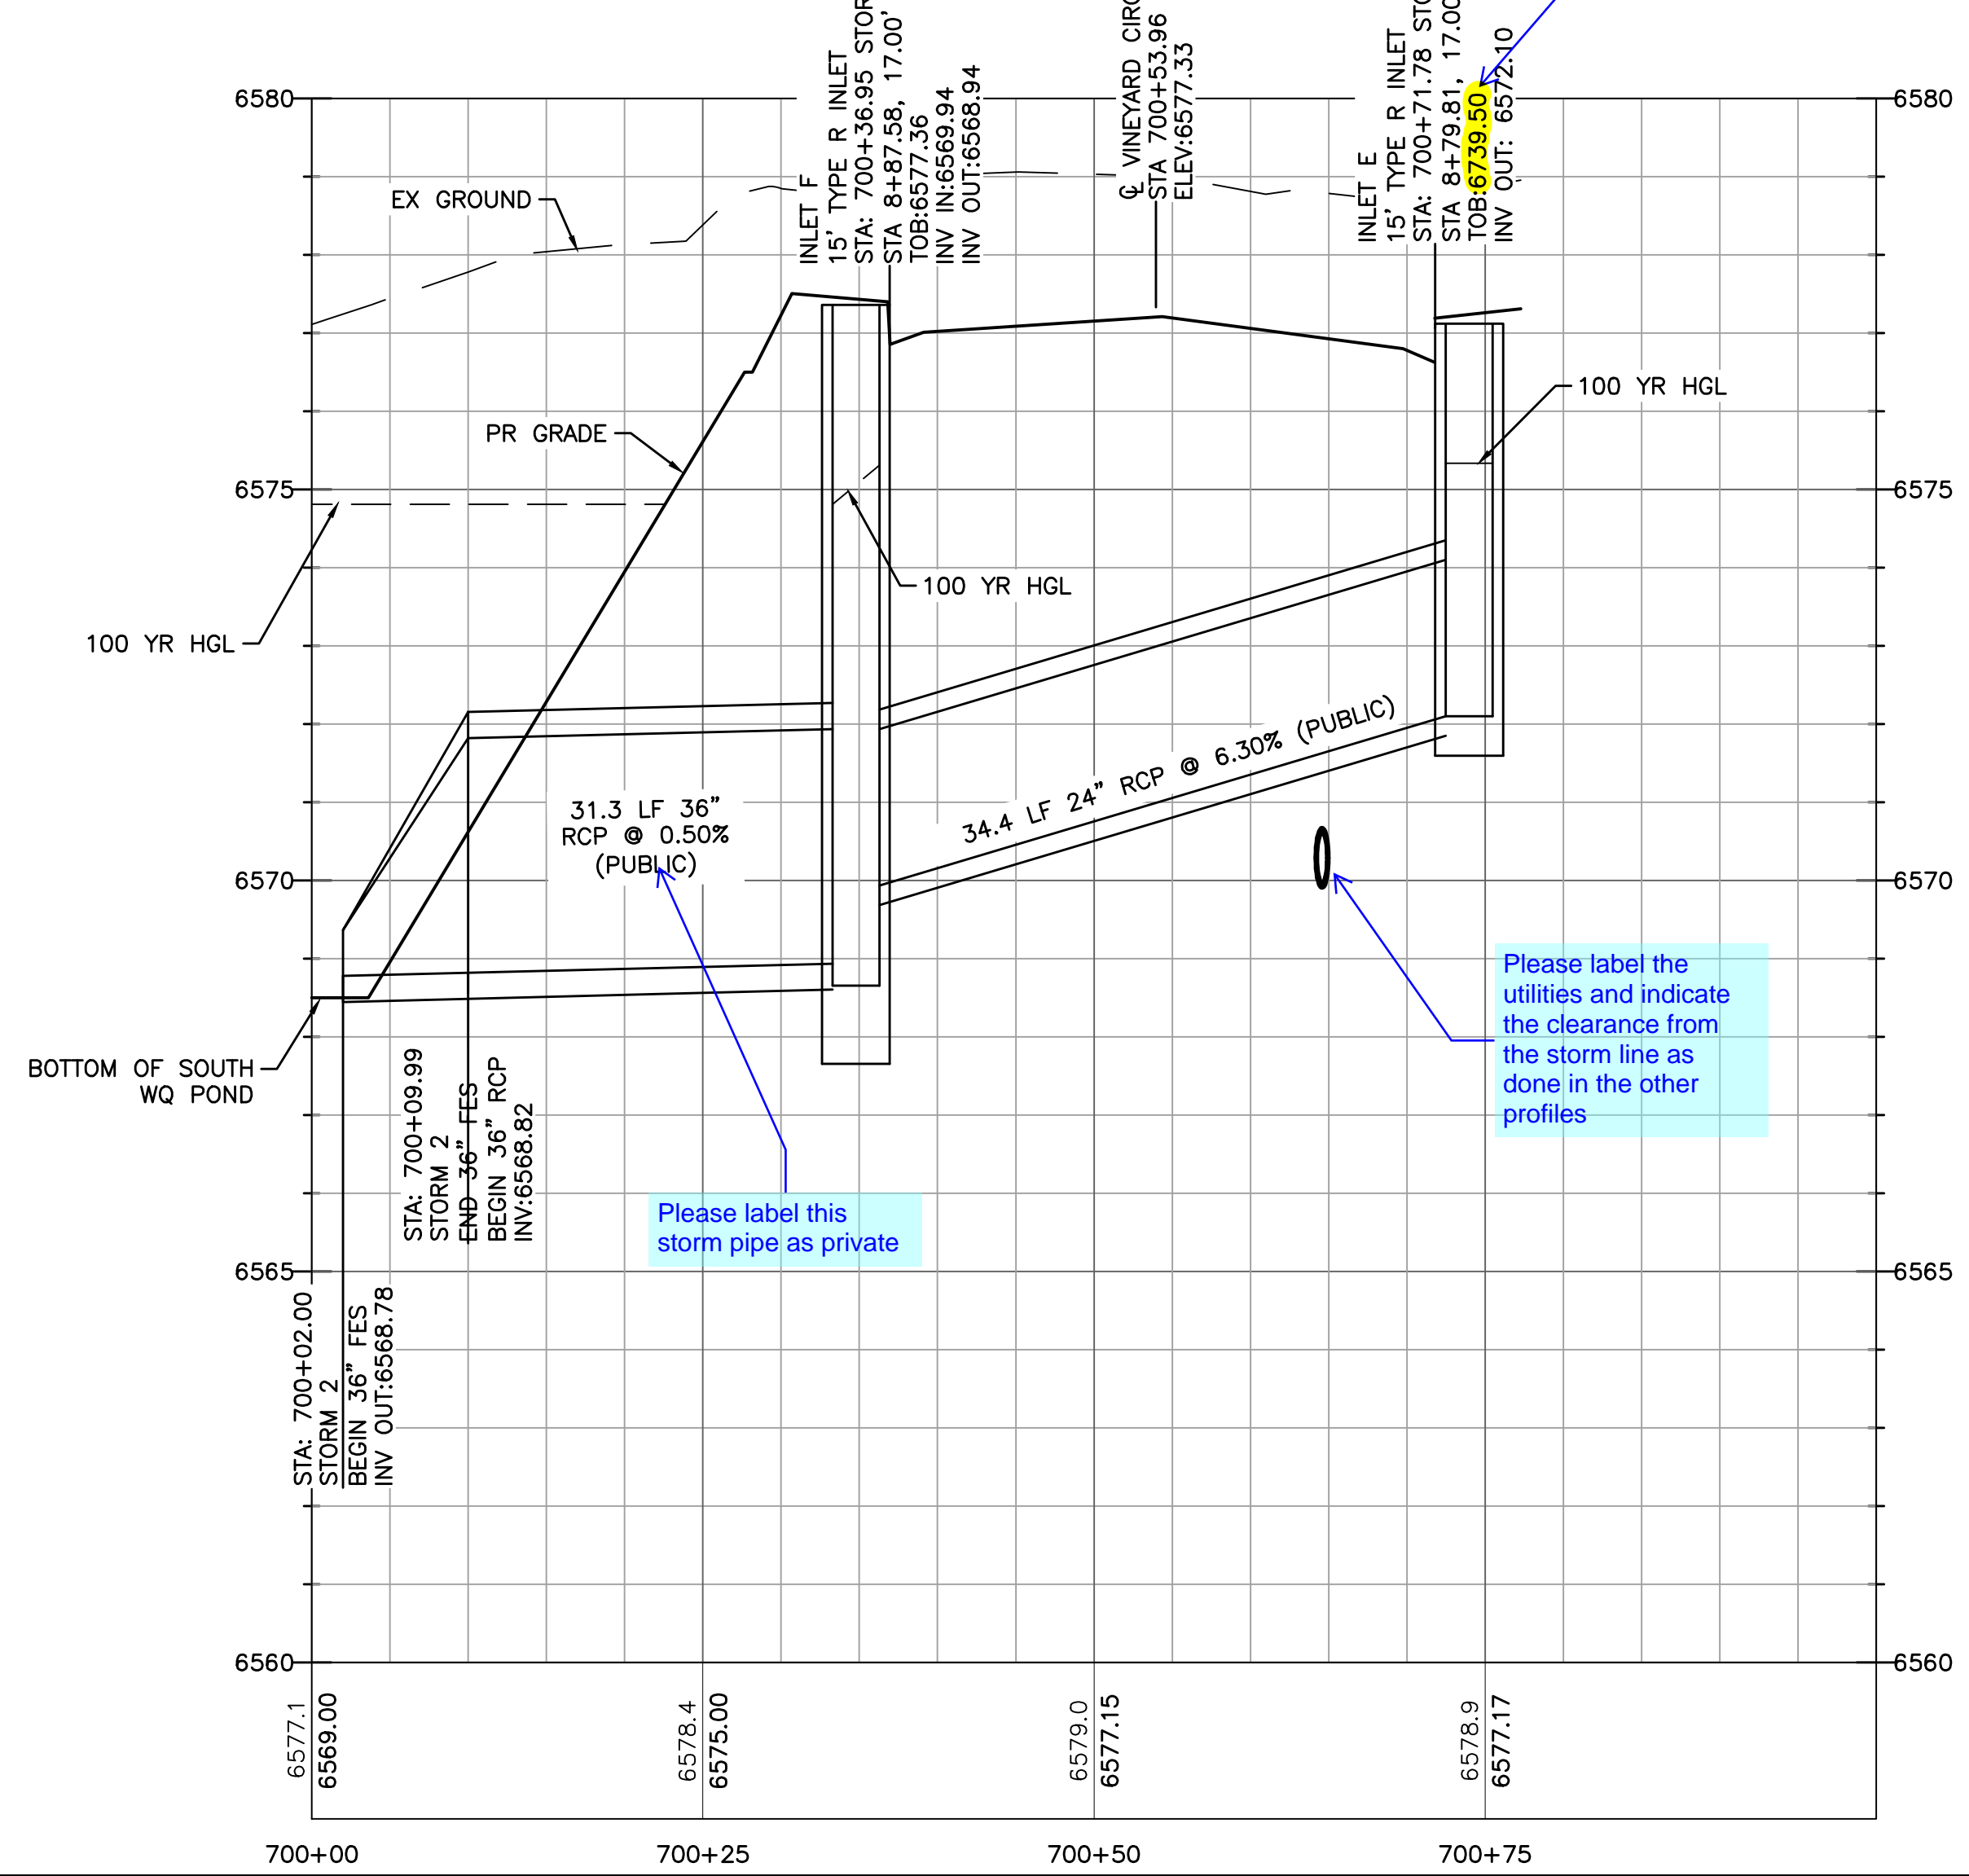 INLET F
15' TYPE R INLET
STA: 700+36.95
STA 8+87.58, 17.00'
TOB:6577.36
INV IN:6569.94
INV OUT:6568.94
℄ VINEYARD
STA 700+53.96
ELEV:6577.33
INLET E
15' TYPE R INLET
STA: 700+71.78
STA 8+79.81, 17.00
TOB:6739.50
INV OUT: 6572.10
6580
6580
EX GROUND
100 YR HGL
PR GRADE
6575
6575
100 YR HGL
100 YR HGL
31.3 LF 36"
RCP @ 0.50%
(PUBLIC)
34.4 LF 24" RCP @ 6.30% (PUBLIC)
6570
6570
Please label the
utilities and indicate
the clearance from
the storm line as
done in the other
profiles
BOTTOM OF SOUTH
WQ POND
STA: 700+09.99
STORM 2
END 36" FES
BEGIN 36" RCP
INV:6568.82
Please label this
storm pipe as private
6565
6565
STA: 700+02.00
STORM 2
BEGIN 36" FES
INV OUT:6568.78
6560
6560
6577.1
6569.00
6578.4
6575.00
6579.0
6577.15
6578.9
6577.17
700+00
700+25
700+50
700+75